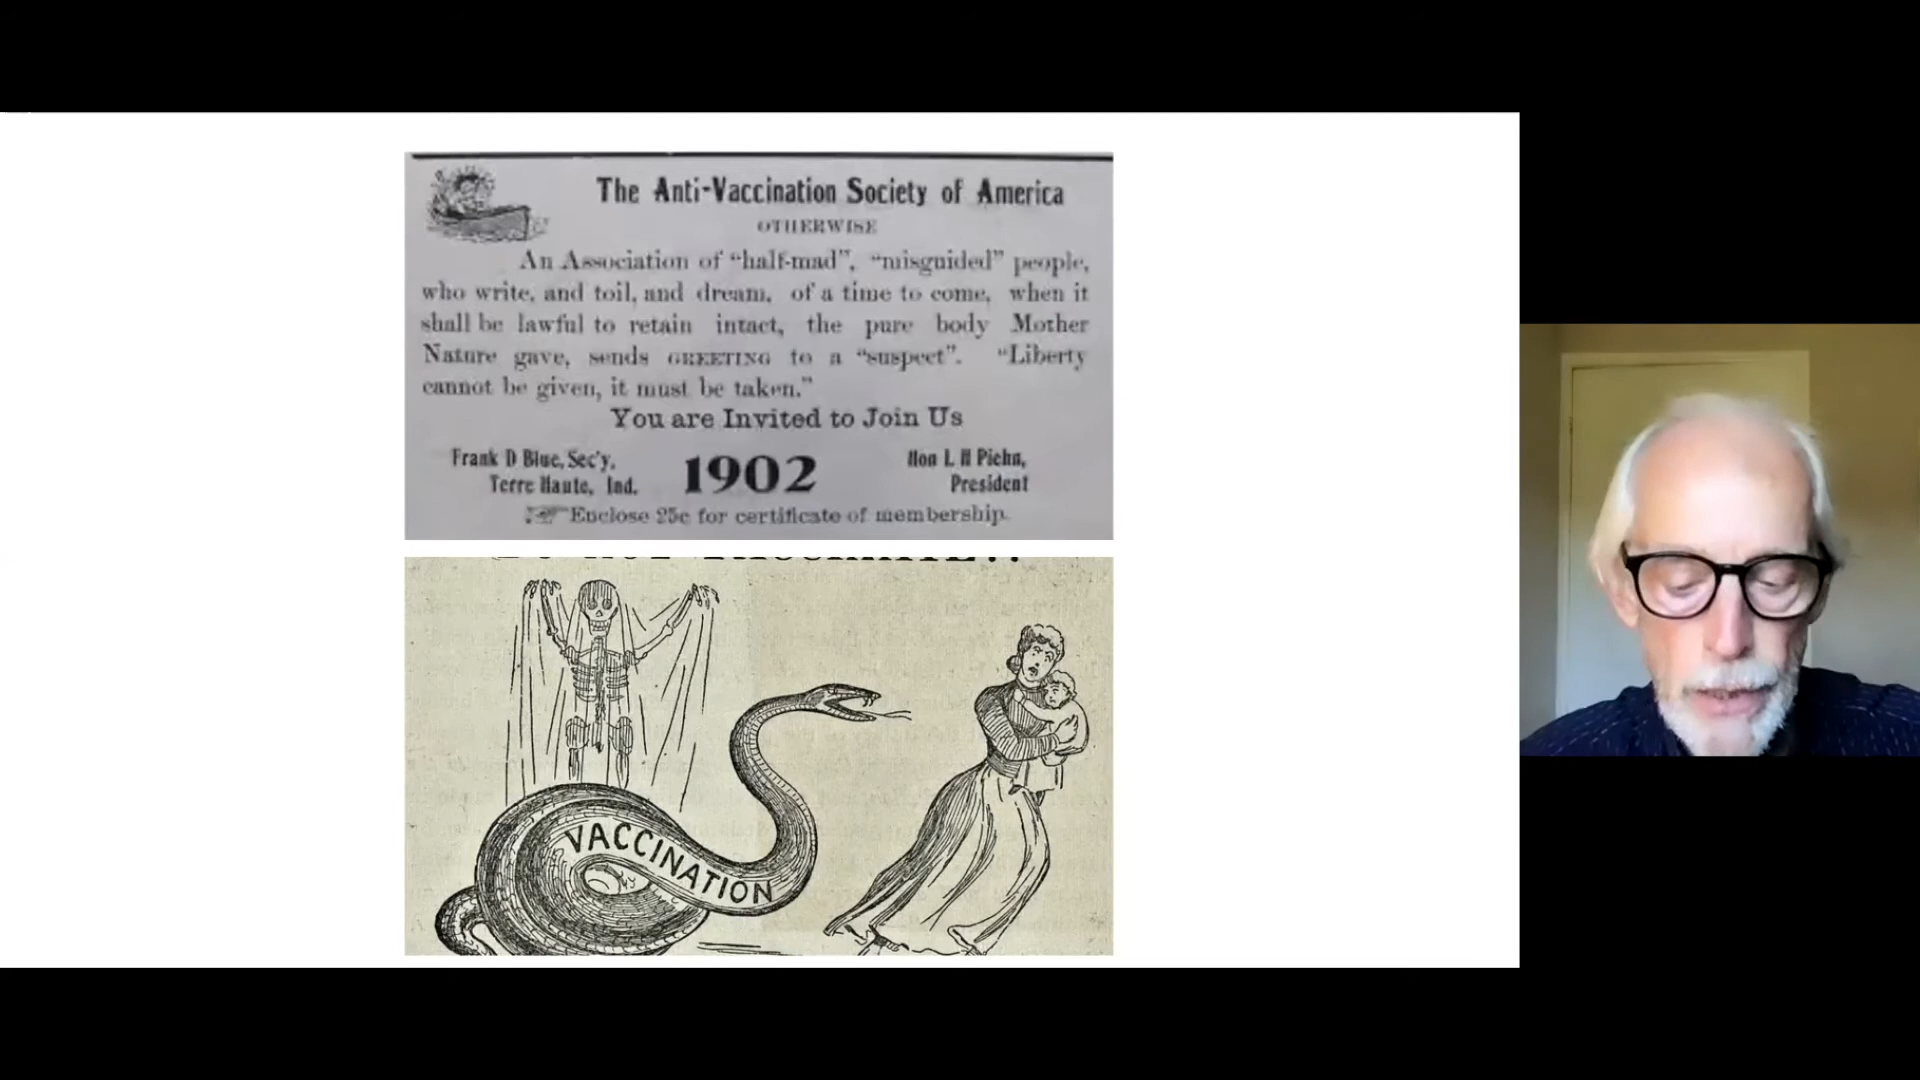 The Anti-Vaccination Society of America
OTHERWISE
An Association of "half-mad", "misguided" people,
who write, and toil, and dream, of a time to come, when it
shall be lawful to retain intact, the pure body Mother
Nature gave, sends GREETING to a "suspect". "Liberty
cannot be given, it must be taken."
You are Invited to Join Us
Frank D Blue, Sec'y,
Terre Haute, Ind.
1902
Hon L H Piehn,
President
Enclose 25c for certificate of membership.
VACCINATION